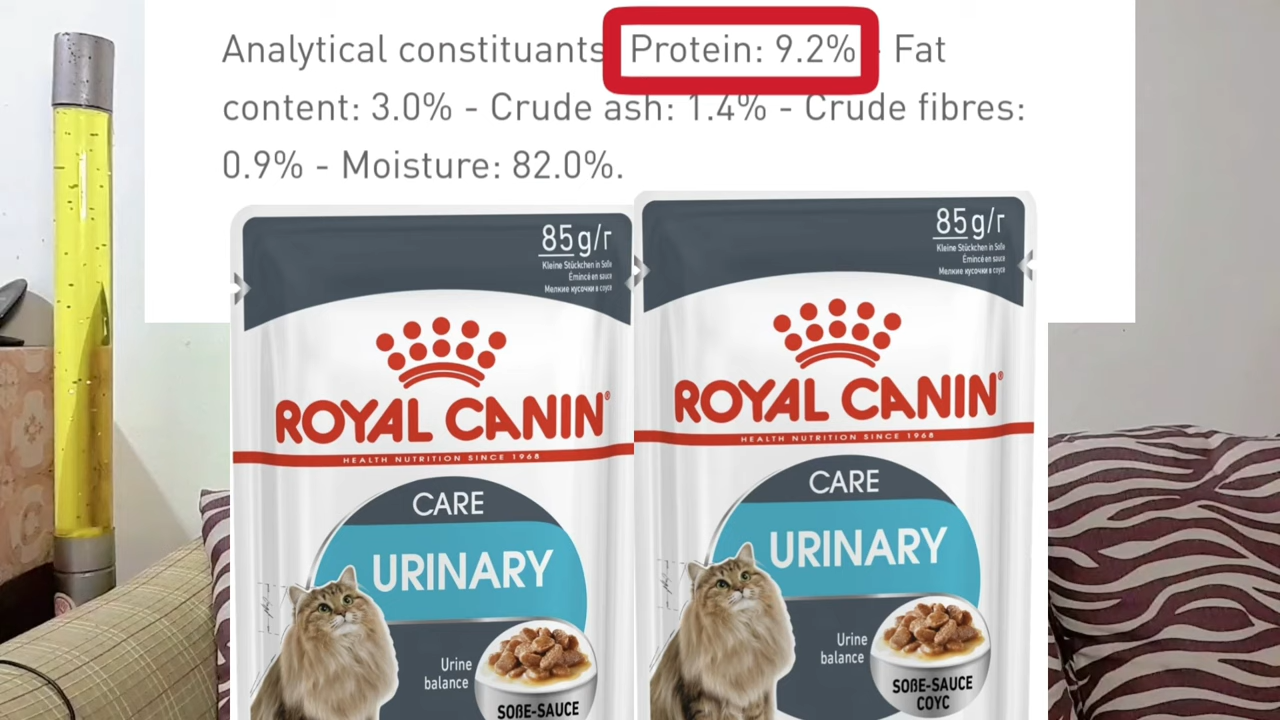 Analytical constituants Protein: 9.2% - Fat
content: 3.0% - Crude ash: 1.4% - Crude fibres:
0.9% - Moisture: 82.0%.
85g/r
Kleine Stückchen in Soße
Émincé en sauce
Мелкие кусочки в соусе
ROYAL CANIN®
HEALTH NUTRITION SINCE 1968
CARE
URINARY
Urine
balance
SOßE-SAUCE
85g/r
Kleine Stückchen in Soße
Émincé en sauce
Мелкие кусочки в соусе
ROYAL CANIN®
HEALTH NUTRITION SINCE 1968
CARE
URINARY
Urine
balance
SOßE-SAUCE
СОУС